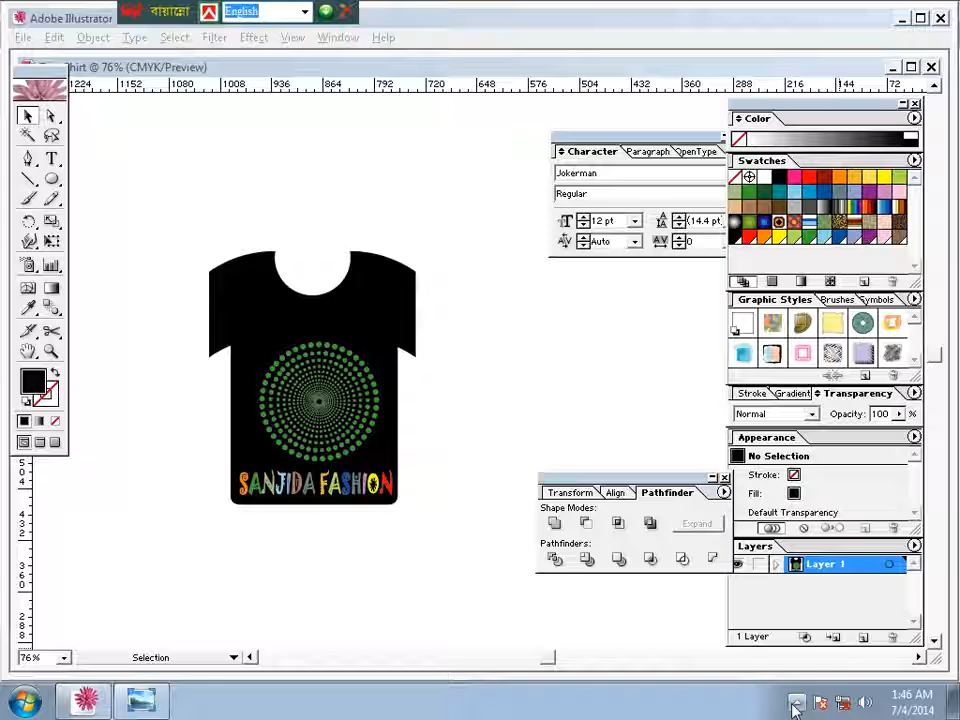 Adobe Illustrator
বায়ান্নো
English
File Edit Object Type Select Filter Effect View Window Help
hirt @ 76% (CMYK/Preview)
1224 1152 1080 1008 936 864 792 720 648 576 504 432 360 288 216 144 72
Color
Character Paragraph OpenType
Swatches
Jokerman
Regular
12 pt (14.4 pt
Auto 0
Graphic Styles Brushes Symbols
Stroke Gradient Transparency
Normal Opacity: 100 %
Appearance
No Selection
Stroke:
Fill:
Default Transparency
SANJIDA FASHION
Transform Align Pathfinder
Shape Modes:
Expand
Pathfinders:
Layers
Layer 1
1 Layer
76% Selection
1:46 AM
7/4/2014